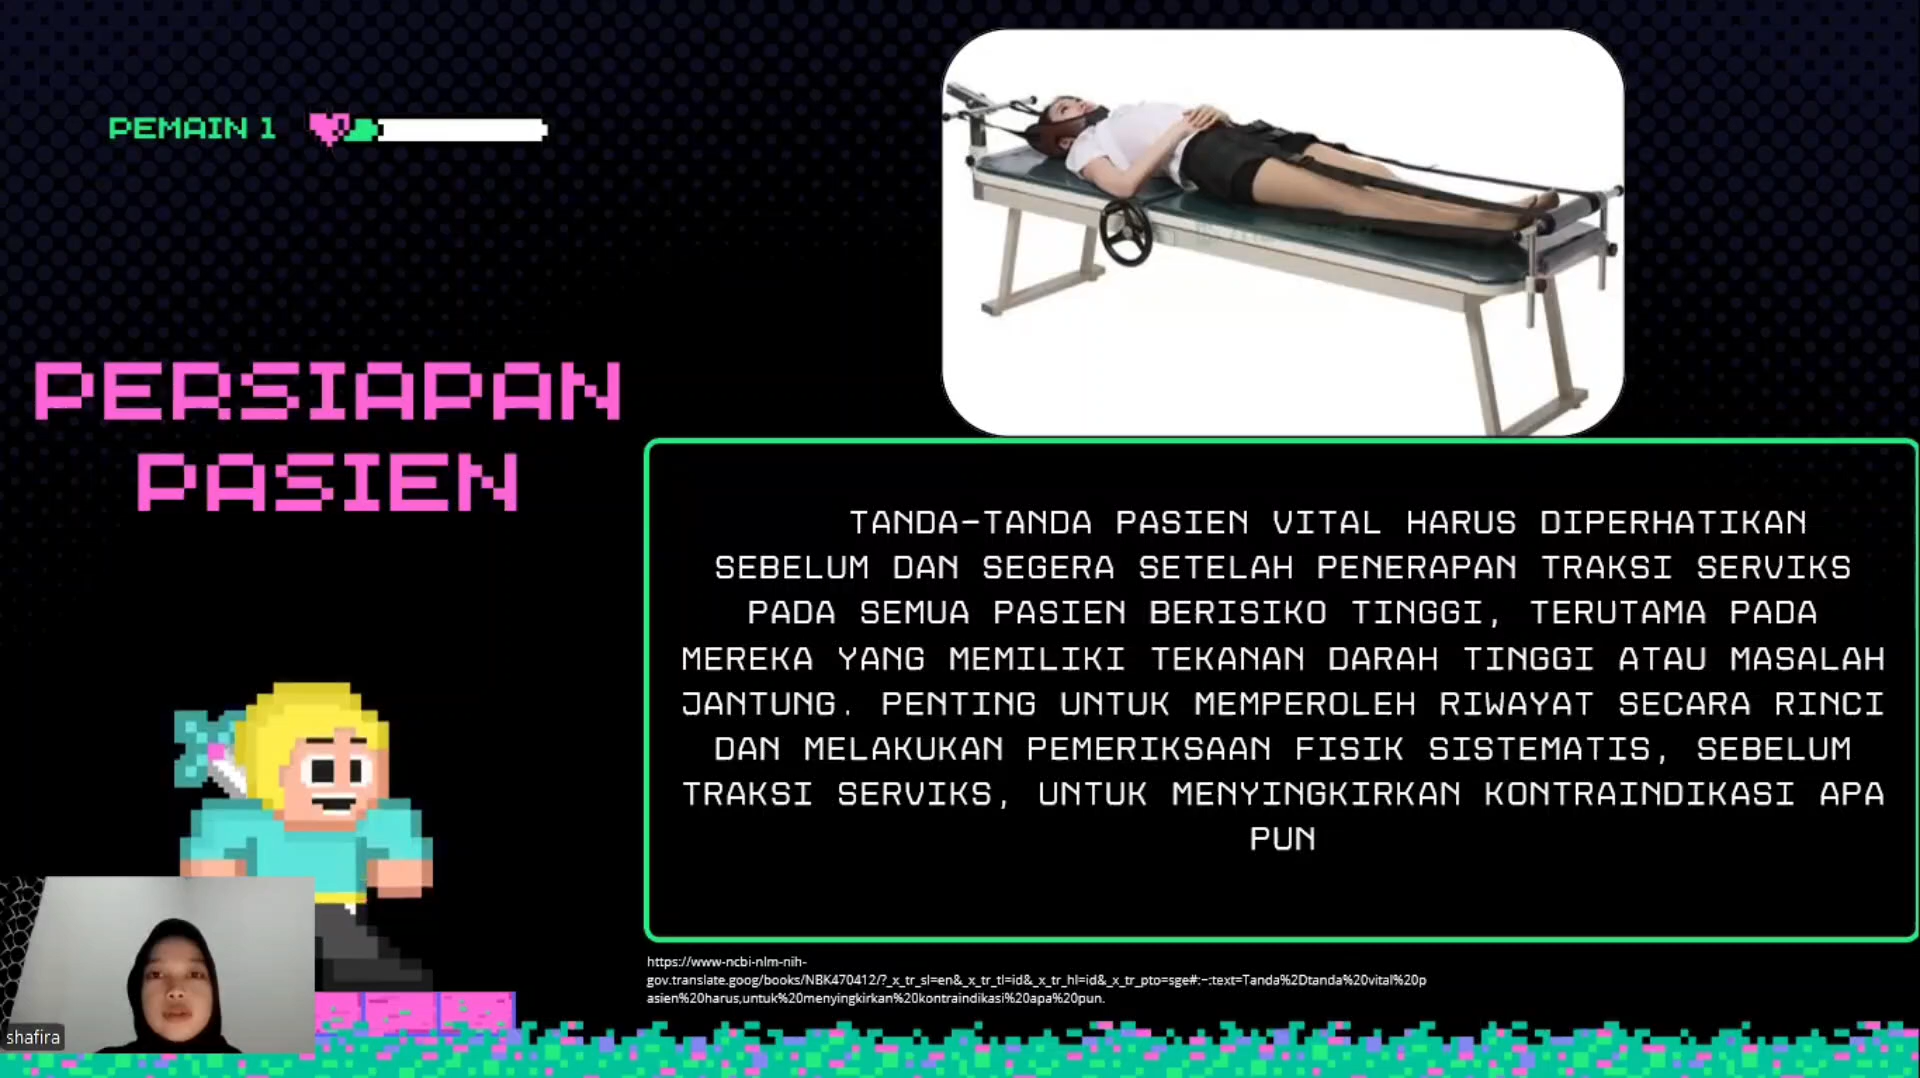 PEMAIN 1
PERSIAPAN
PASIEN
TANDA-TANDA PASIEN VITAL HARUS DIPERHATIKAN
SEBELUM DAN SEGERA SETELAH PENERAPAN TRAKSI SERVIKS
PADA SEMUA PASIEN BERISIKO TINGGI, TERUTAMA PADA
MEREKA YANG MEMILIKI TEKANAN DARAH TINGGI ATAU MASALAH
JANTUNG. PENTING UNTUK MEMPEROLEH RIWAYAT SECARA RINCI
DAN MELAKUKAN PEMERIKSAAN FISIK SISTEMATIS, SEBELUM
TRAKSI SERVIKS, UNTUK MENYINGKIRKAN KONTRAINDIKASI APA
PUN
https://www-ncbi-nlm-nih-
gov.translate.goog/books/NBK470412/?_x_tr_sl=en&_x_tr_tl=id&_x_tr_hl=id&_x_tr_pto=sge#:~:text=Tanda%2Dtanda%20vital%20p
asien%20harus,untuk%20menyingkirkan%20kontraindikasi%20apa%20pun.
shafira